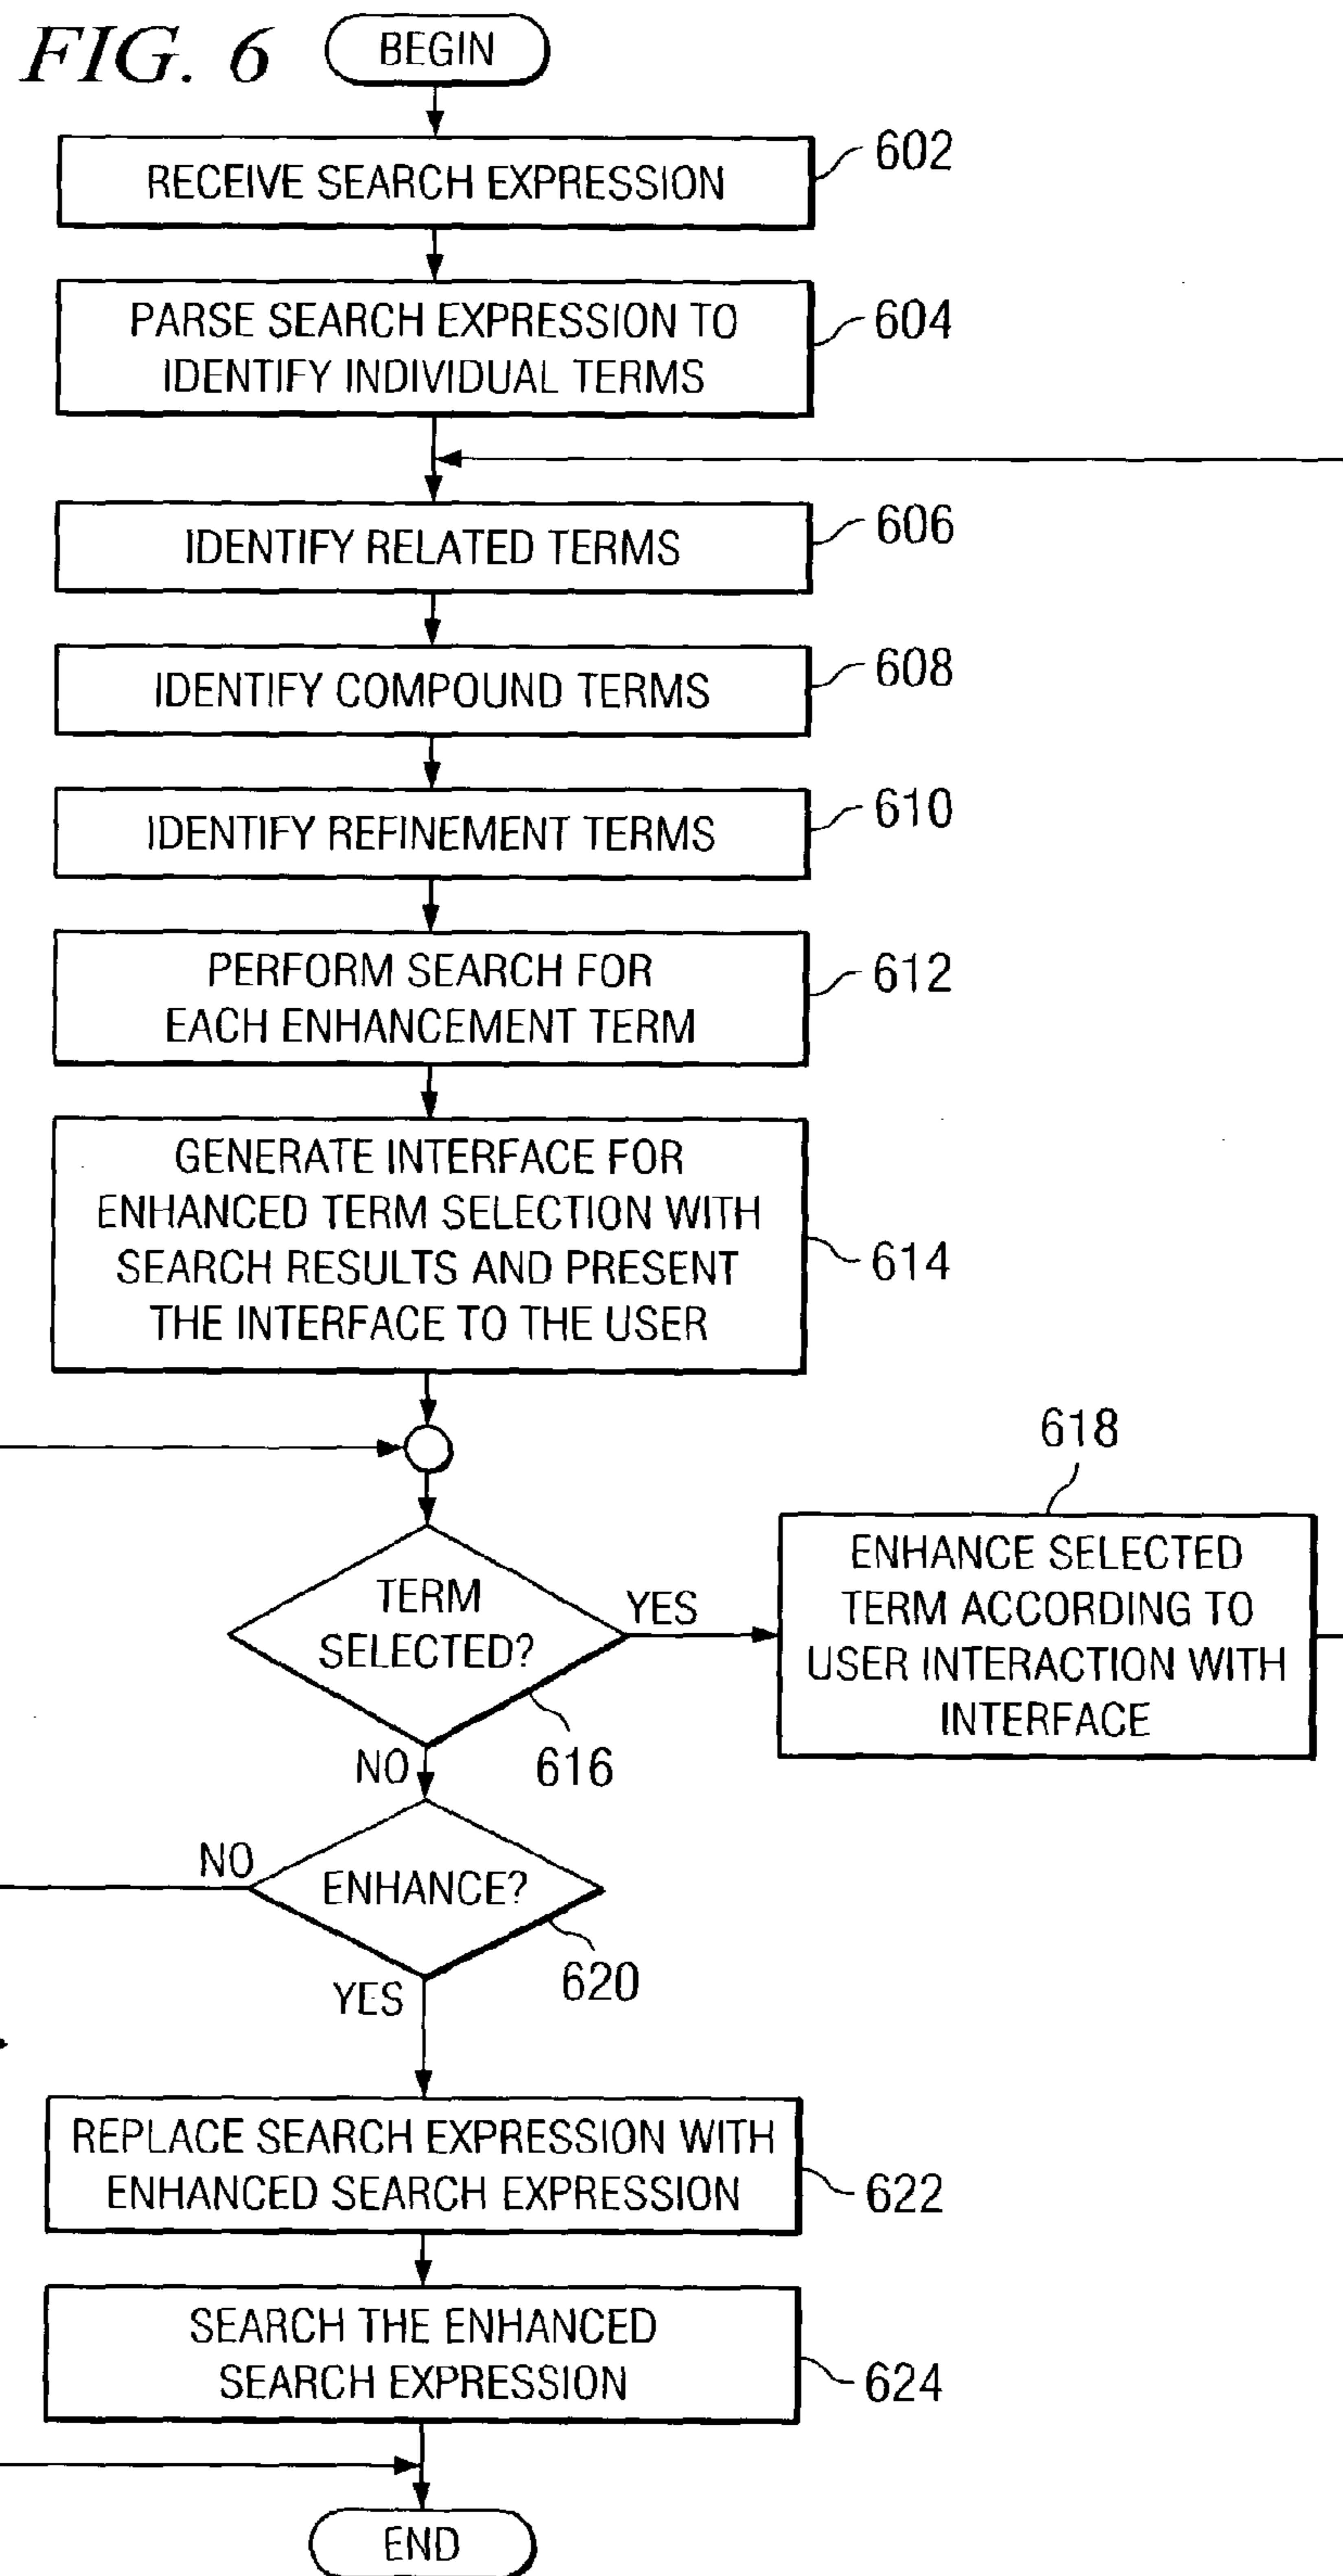 FIG. 6
BEGIN
RECEIVE SEARCH EXPRESSION
602
PARSE SEARCH EXPRESSION TO
IDENTIFY INDIVIDUAL TERMS
604
IDENTIFY RELATED TERMS
606
IDENTIFY COMPOUND TERMS
608
IDENTIFY REFINEMENT TERMS
610
PERFORM SEARCH FOR
EACH ENHANCEMENT TERM
612
GENERATE INTERFACE FOR
ENHANCED TERM SELECTION WITH
SEARCH RESULTS AND PRESENT
THE INTERFACE TO THE USER
614
TERM
SELECTED?
616
YES
618
ENHANCE SELECTED
TERM ACCORDING TO
USER INTERACTION WITH
INTERFACE
NO
ENHANCE?
620
NO
YES
REPLACE SEARCH EXPRESSION WITH
ENHANCED SEARCH EXPRESSION
622
SEARCH THE ENHANCED
SEARCH EXPRESSION
624
END